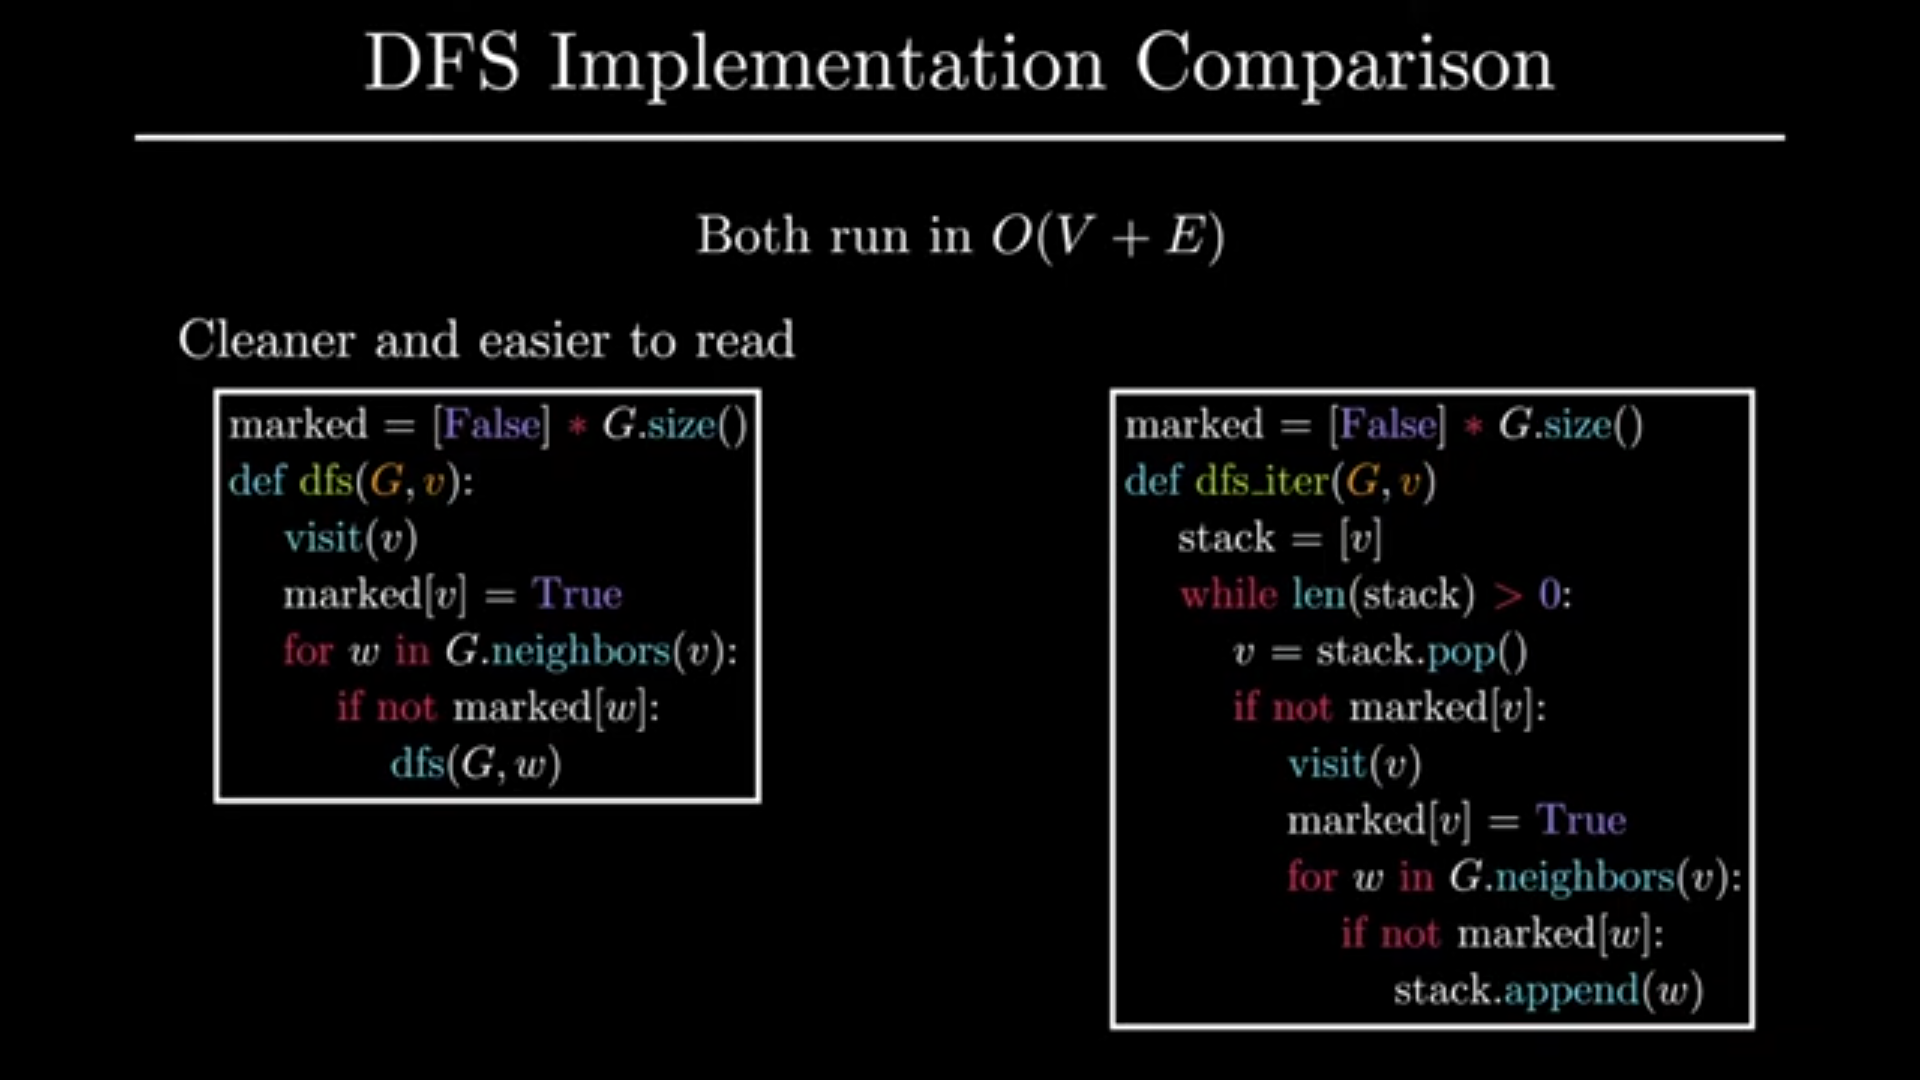 DFS Implementation Comparison
Both run in O(V + E)
Cleaner and easier to read
marked = [False] * G.size()
def dfs(G, v):
visit(v)
marked[v] = True
for w in G.neighbors(v):
if not marked[w]:
dfs(G, w)
marked = [False] * G.size()
def dfs_iter(G, v)
stack = [v]
while len(stack) > 0:
v = stack.pop()
if not marked[v]:
visit(v)
marked[v] = True
for w in G.neighbors(v):
if not marked[w]:
stack.append(w)